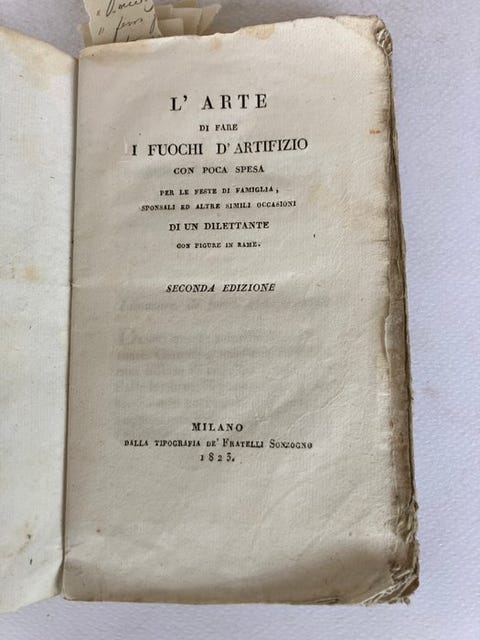 L' ARTE
DI FARE
I FUOCHI D'ARTIFIZIO
CON POCA SPESA
PER LE FESTE DI FAMIGLIA,
SPONSALI ED ALTRE SIMILI OCCASIONI
DI UN DILETTANTE
CON FIGURE IN RAME.
SECONDA EDIZIONE
MILANO
DALLA TIPOGRAFIA DE' FRATELLI SONZOGNO
1823.